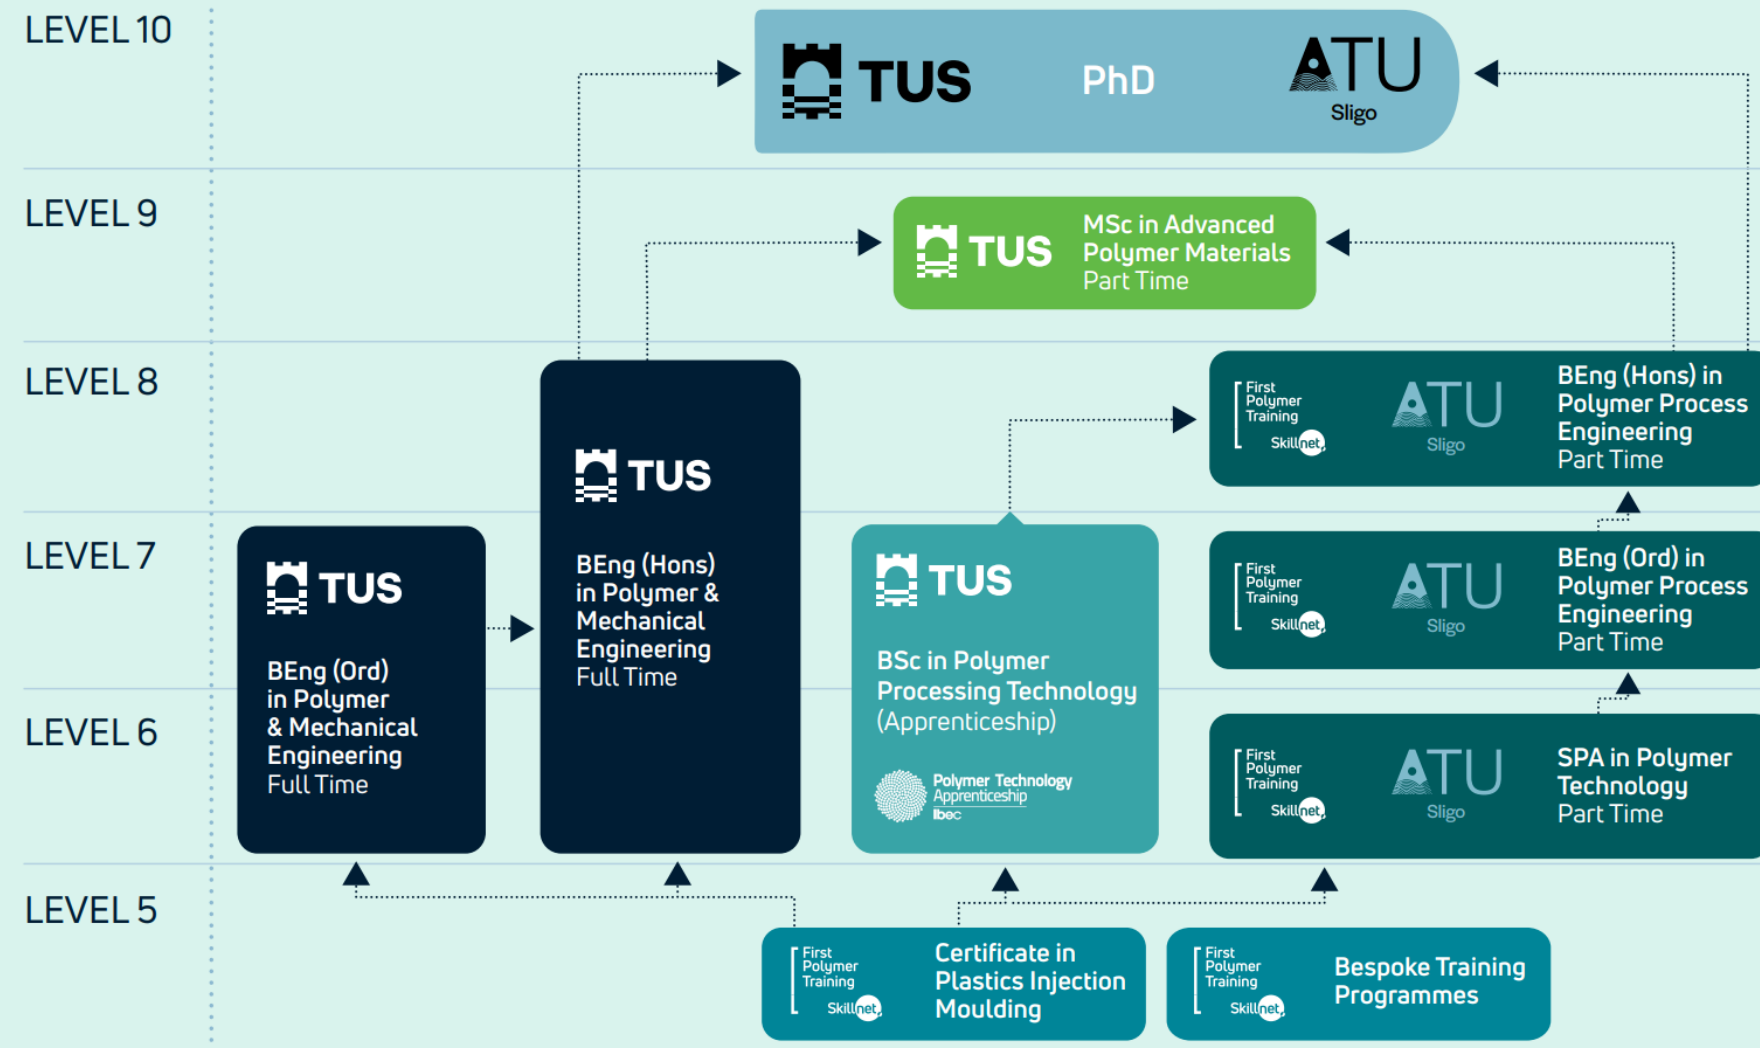 LEVEL 10
TUS
PhD
ATU
Sligo
LEVEL 9
TUS
MSc in Advanced
Polymer Materials
Part Time
LEVEL 8
TUS
BEng (Hons)
in Polymer &
Mechanical
Engineering
Full Time
First
Polymer
Training
Skillnet
ATU
Sligo
BEng (Hons) in
Polymer Process
Engineering
Part Time
LEVEL 7
TUS
BEng (Ord)
in Polymer
& Mechanical
Engineering
Full Time
TUS
BSc in Polymer
Processing Technology
(Apprenticeship)
Polymer Technology
Apprenticeship
Ibec
First
Polymer
Training
Skillnet
ATU
Sligo
BEng (Ord) in
Polymer Process
Engineering
Part Time
LEVEL 6
First
Polymer
Training
Skillnet
ATU
Sligo
SPA in Polymer
Technology
Part Time
LEVEL 5
First
Polymer
Training
Skillnet
Certificate in
Plastics Injection
Moulding
First
Polymer
Training
Skillnet
Bespoke Training
Programmes